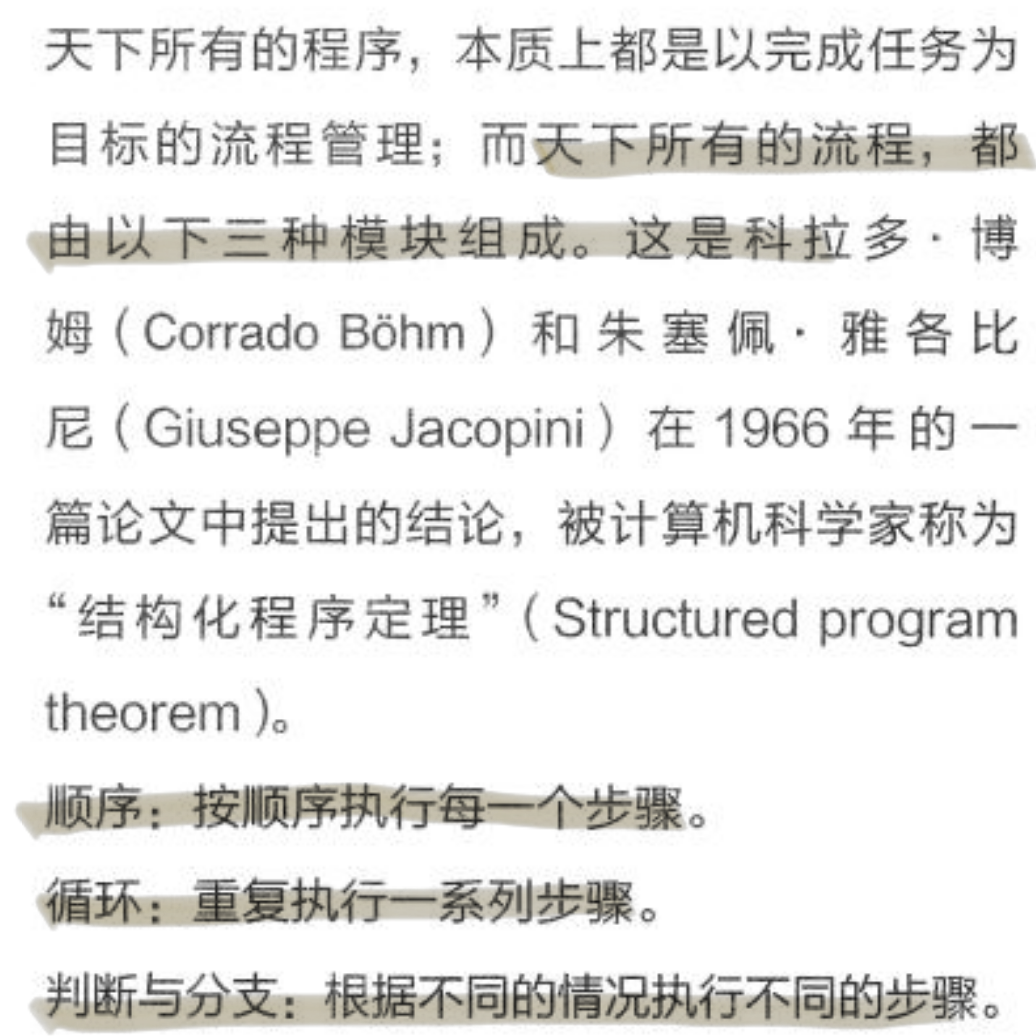 天下所有的程序，本质上都是以完成任务为
目标的流程管理；而天下所有的流程，都
由以下三种模块组成。这是科拉多·博
姆（Corrado Böhm）和朱塞佩·雅各比
尼（Giuseppe Jacopini）在 1966 年的一
篇论文中提出的结论，被计算机科学家称为
“结构化程序定理”（Structured program
theorem）。
顺序：按顺序执行每一个步骤。
循环：重复执行一系列步骤。
判断与分支：根据不同的情况执行不同的步骤。